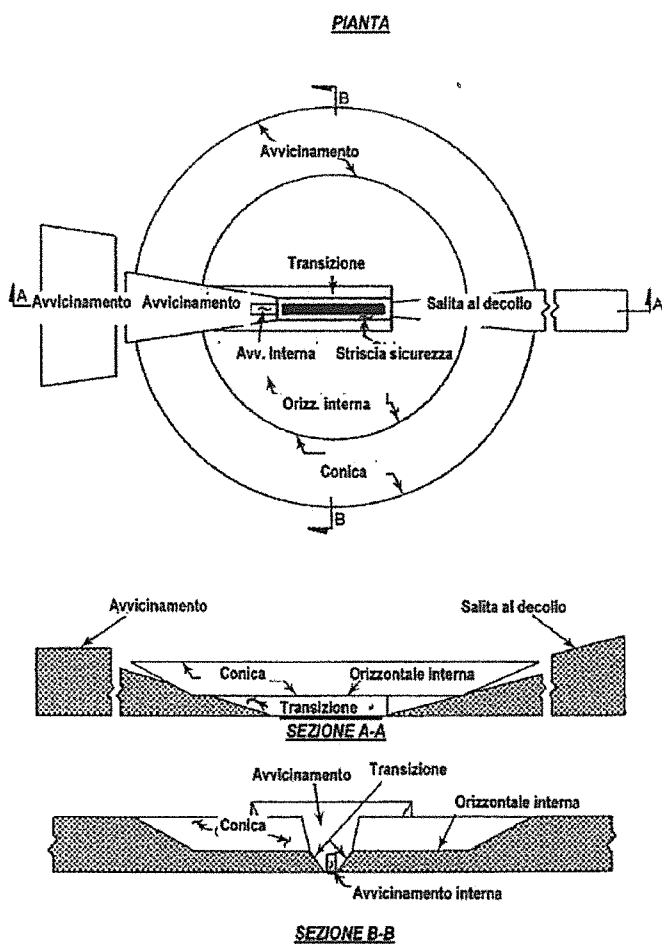 PIANTA
B
Avvicinamento
Transizione
A
Avvicinamento
Avvicinamento
Salita al decollo
A
Avv. Interna
Striscia sicurezza
Orizz. interna
Conica
B
Avvicinamento
Salita al decollo
Conica
Orizzontale interna
Transizione
SEZIONE A-A
Avvicinamento
Transizione
Orizzontale interna
Conica
Avvicinamento interna
SEZIONE B-B